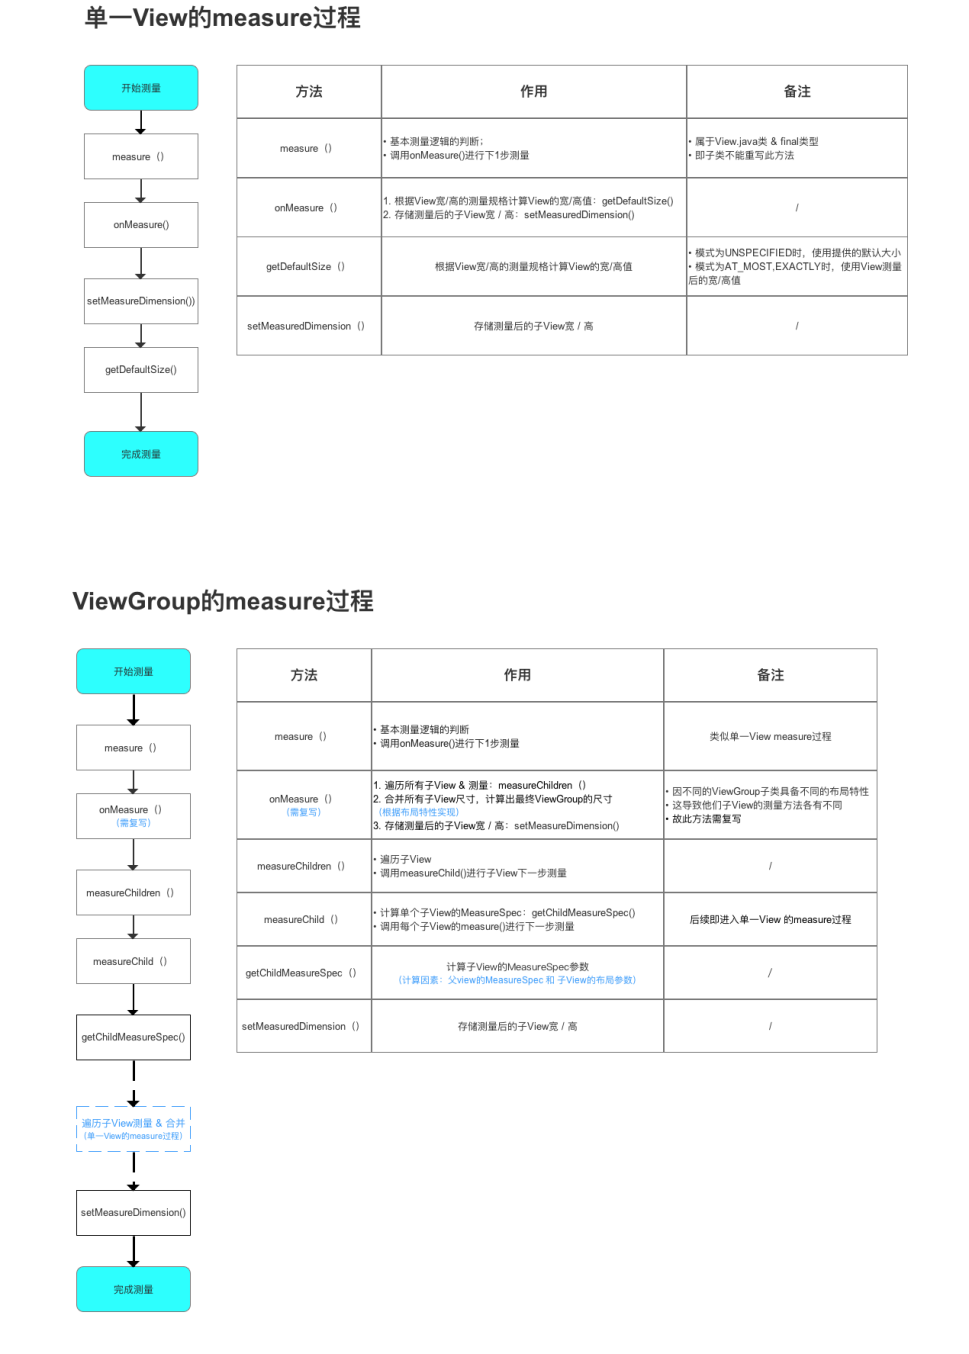 单一View的measure过程
开始测量
measure（）
onMeasure()
setMeasureDimension())
getDefaultSize()
完成测量
方法
作用
备注
measure（）
• 基本测量逻辑的判断；
• 调用onMeasure()进行下1步测量
• 属于View.java类 & final类型
• 即子类不能重写此方法
onMeasure（）
1. 根据View宽/高的测量规格计算View的宽/高值：getDefaultSize()
2. 存储测量后的子View宽 / 高：setMeasuredDimension()
/
getDefaultSize（）
根据View宽/高的测量规格计算View的宽/高值
• 模式为UNSPECIFIED时，使用提供的默认大小
• 模式为AT_MOST,EXACTLY时，使用View测量
后的宽/高值
setMeasuredDimension（）
存储测量后的子View宽 / 高
/
ViewGroup的measure过程
开始测量
measure（）
onMeasure（）
（需复写）
measureChildren（）
measureChild（）
getChildMeasureSpec()
遍历子View测量 & 合并
（单一View的measure过程）
setMeasureDimension()
完成测量
方法
作用
备注
measure（）
• 基本测量逻辑的判断
• 调用onMeasure()进行下1步测量
类似单一View measure过程
onMeasure（）
（需复写）
1. 遍历所有子View & 测量：measureChildren（）
2. 合并所有子View尺寸，计算出最终ViewGroup的尺寸
（根据布局特性实现）
3. 存储测量后的子View宽 / 高：setMeasureDimension()
• 因不同的ViewGroup子类具备不同的布局特性
• 这导致他们子View的测量方法各有不同
• 故此方法需复写
measureChildren（）
• 遍历子View
• 调用measureChild()进行子View下一步测量
/
measureChild（）
• 计算单个子View的MeasureSpec：getChildMeasureSpec()
• 调用每个子View的measure()进行下一步测量
后续即进入单一View 的measure过程
getChildMeasureSpec（）
计算子View的MeasureSpec参数
（计算因素：父view的MeasureSpec 和 子View的布局参数）
/
setMeasuredDimension（）
存储测量后的子View宽 / 高
/